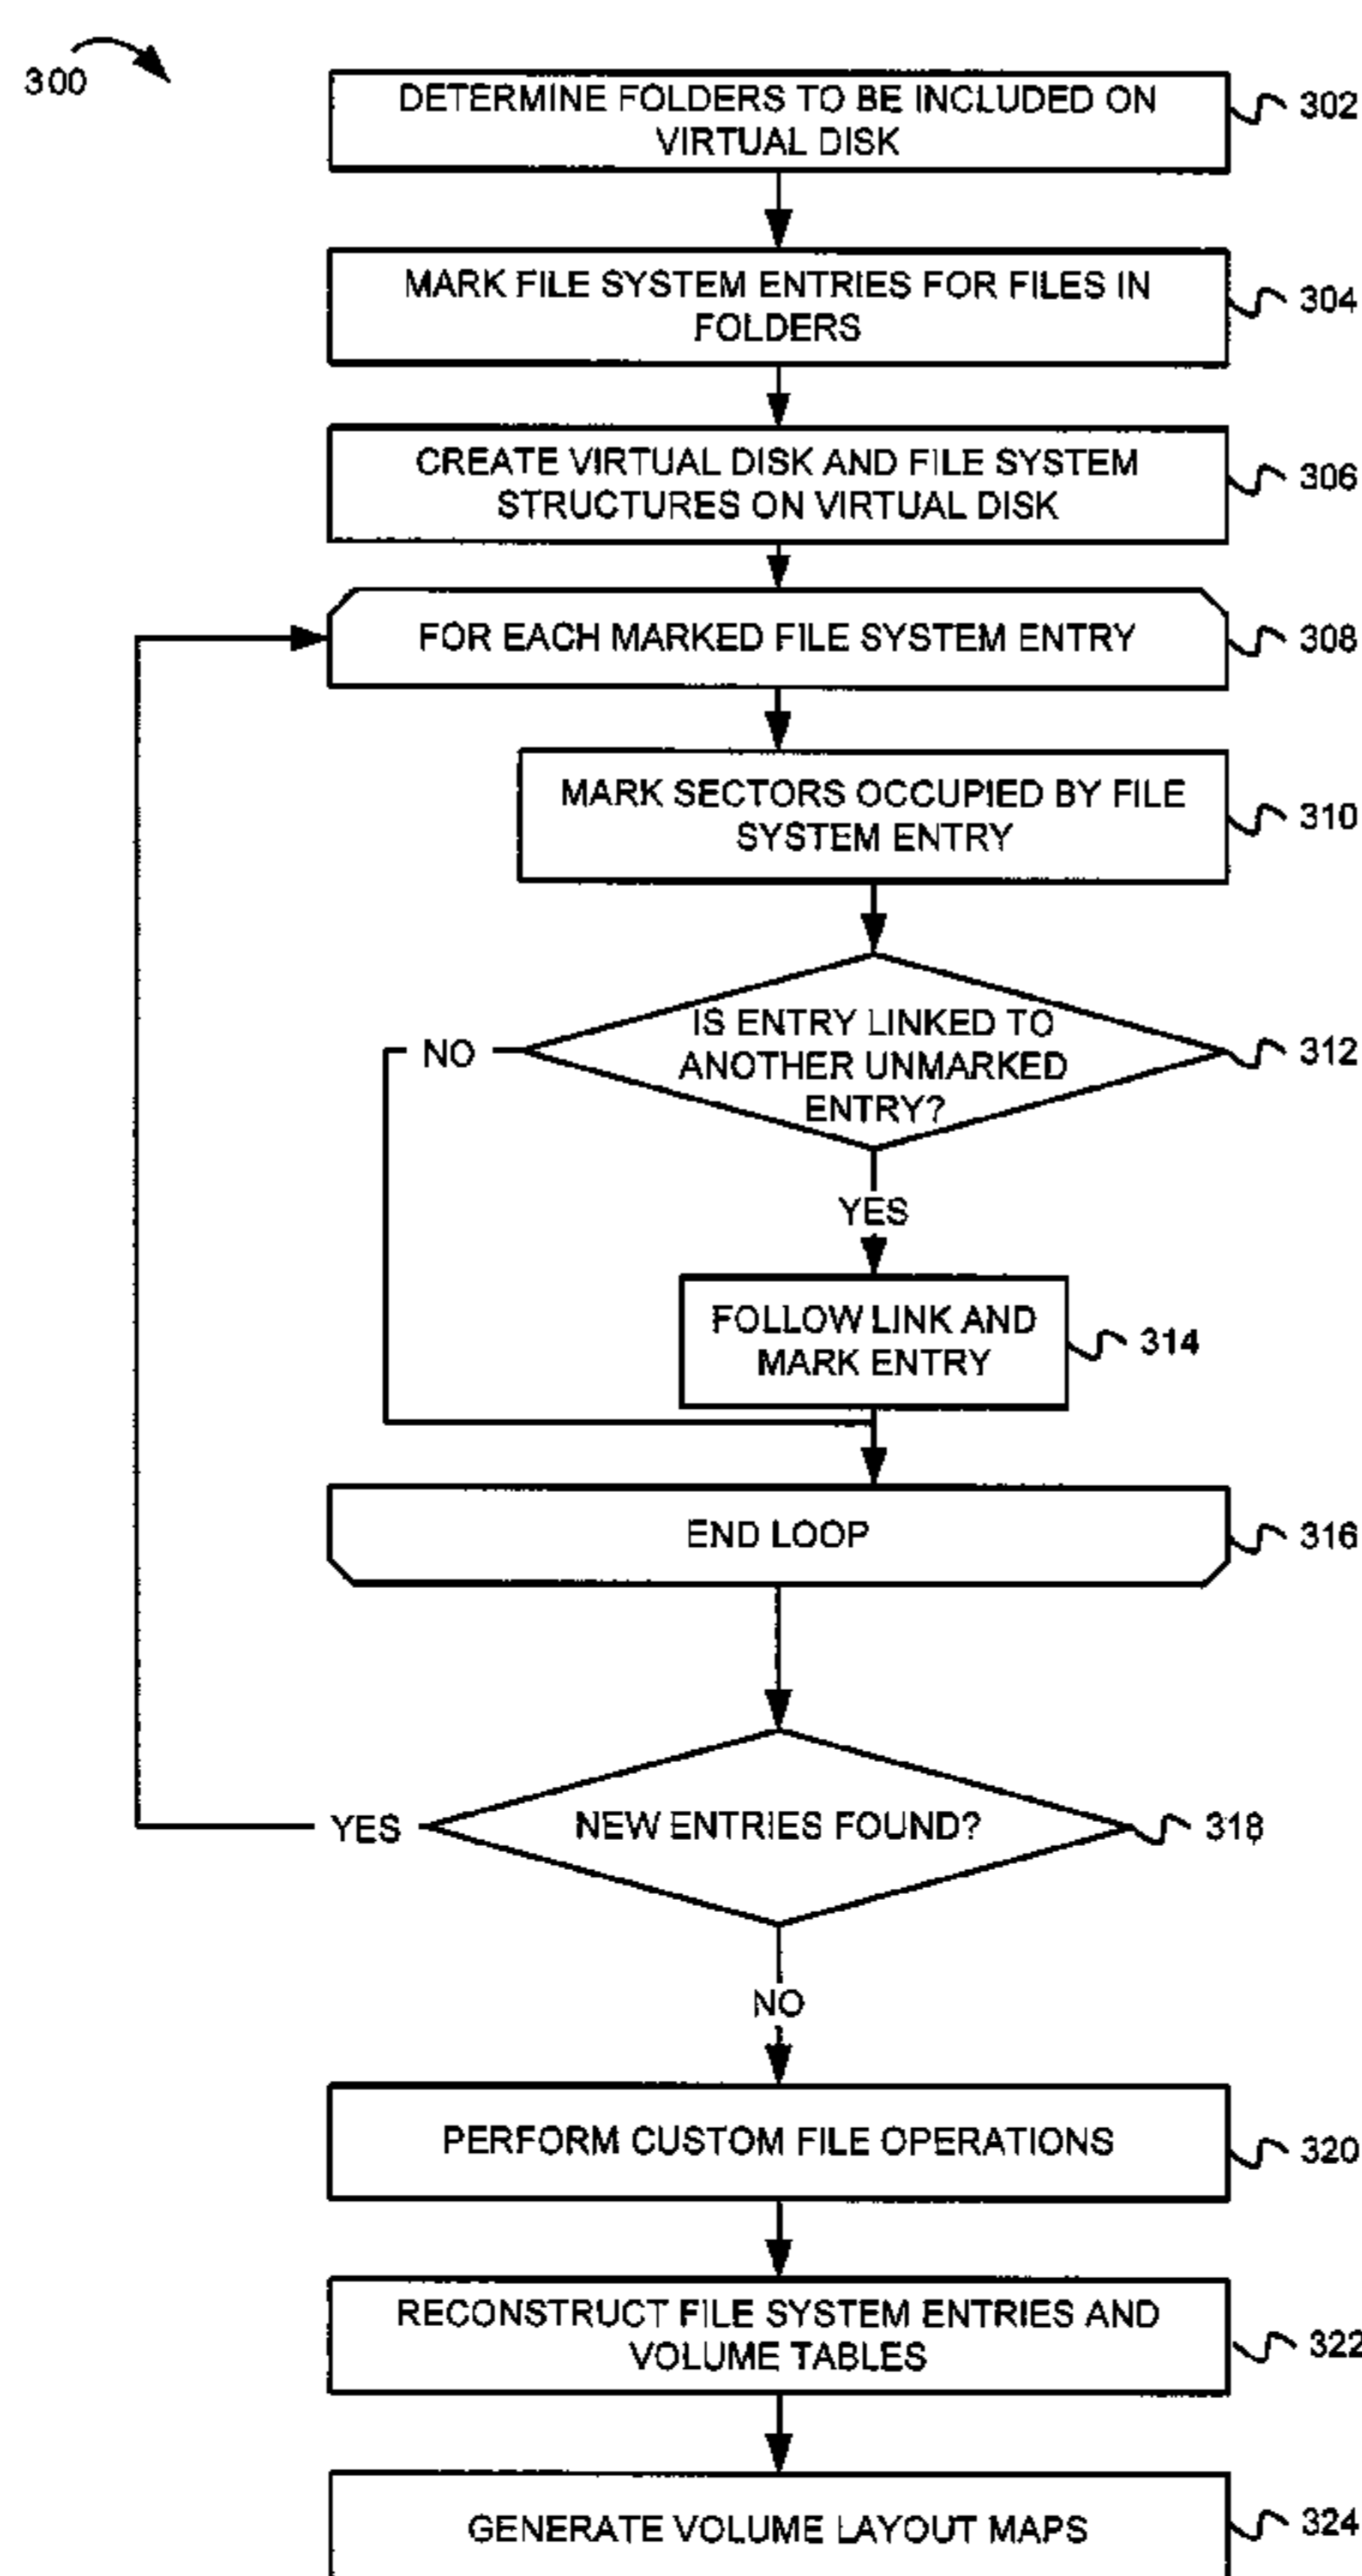 300
DETERMINE FOLDERS TO BE INCLUDED ON
VIRTUAL DISK
302
MARK FILE SYSTEM ENTRIES FOR FILES IN
FOLDERS
304
CREATE VIRTUAL DISK AND FILE SYSTEM
STRUCTURES ON VIRTUAL DISK
306
FOR EACH MARKED FILE SYSTEM ENTRY
308
MARK SECTORS OCCUPIED BY FILE
SYSTEM ENTRY
310
IS ENTRY LINKED TO
ANOTHER UNMARKED
ENTRY?
312
NO
YES
FOLLOW LINK AND
MARK ENTRY
314
END LOOP
316
NEW ENTRIES FOUND?
318
YES
NO
PERFORM CUSTOM FILE OPERATIONS
320
RECONSTRUCT FILE SYSTEM ENTRIES AND
VOLUME TABLES
322
GENERATE VOLUME LAYOUT MAPS
324